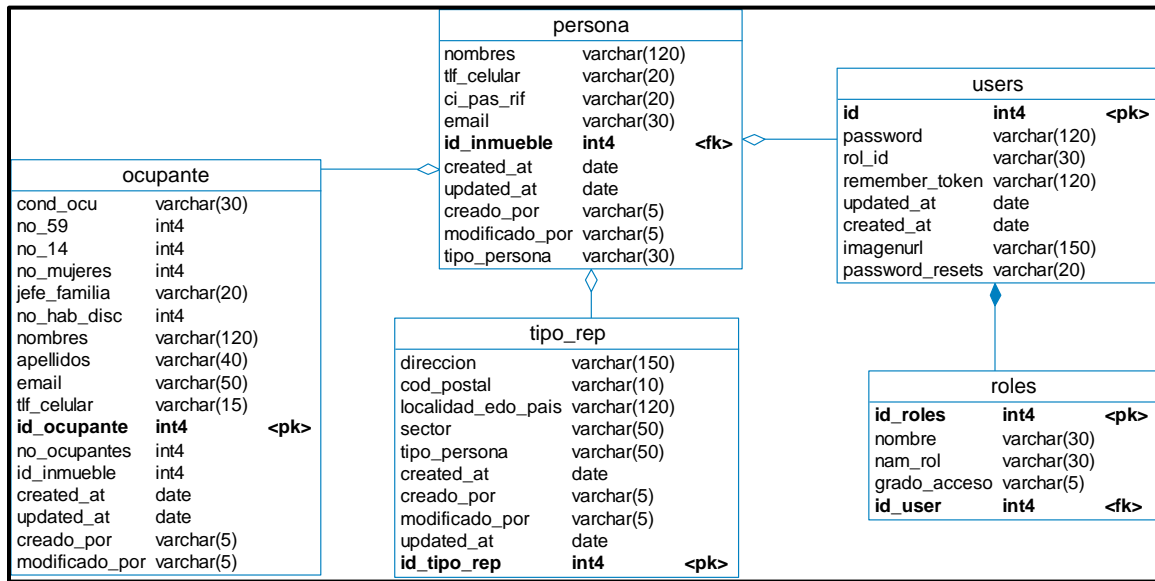 persona
nombres varchar(120)
tlf_celular varchar(20)
ci_pas_rif varchar(20)
email varchar(30)
id_inmueble int4 <fk>
created_at date
updated_at date
creado_por varchar(5)
modificado_por varchar(5)
tipo_persona varchar(30)
users
id int4 <pk>
password varchar(120)
rol_id varchar(30)
remember_token varchar(120)
updated_at date
created_at date
imagenurl varchar(150)
password_resets varchar(20)
ocupante
cond_ocu varchar(30)
no_59 int4
no_14 int4
no_mujeres int4
jefe_familia varchar(20)
no_hab_disc int4
nombres varchar(120)
apellidos varchar(40)
email varchar(50)
tlf_celular varchar(15)
id_ocupante int4 <pk>
no_ocupantes int4
id_inmueble int4
created_at date
updated_at date
creado_por varchar(5)
modificado_por varchar(5)
tipo_rep
direccion varchar(150)
cod_postal varchar(10)
localidad_edo_pais varchar(120)
sector varchar(50)
tipo_persona varchar(50)
created_at date
creado_por varchar(5)
modificado_por varchar(5)
updated_at date
id_tipo_rep int4 <pk>
roles
id_roles int4 <pk>
nombre varchar(30)
nam_rol varchar(30)
grado_acceso varchar(5)
id_user int4 <fk>